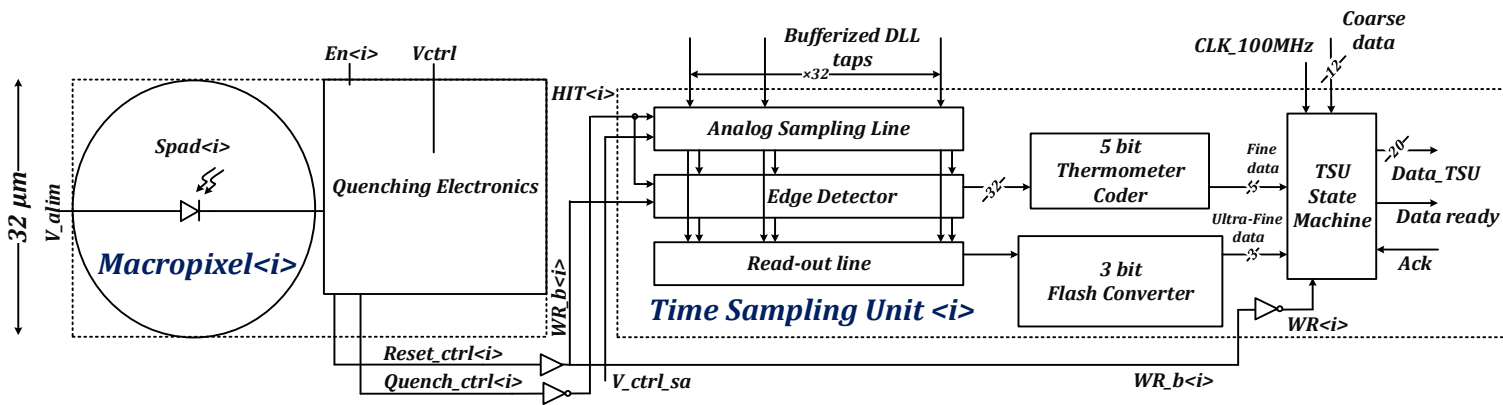 En<i>
Vctrl
HIT<i>
Bufferized DLL
taps
×32
CLK_100MHz
Coarse
data
12
32 µm
V_alim
Spad<i>
Macropixel<i>
Quenching Electronics
WR_b<i>
Analog Sampling Line
Edge Detector
Read-out line
32
5 bit
Thermometer
Coder
3 bit
Flash Converter
Fine
data
5
Ultra-Fine
data
3
TSU
State
Machine
20
Data_TSU
Data ready
Ack
Time Sampling Unit <i>
WR<i>
Reset_ctrl<i>
Quench_ctrl<i>
V_ctrl_sa
WR_b<i>